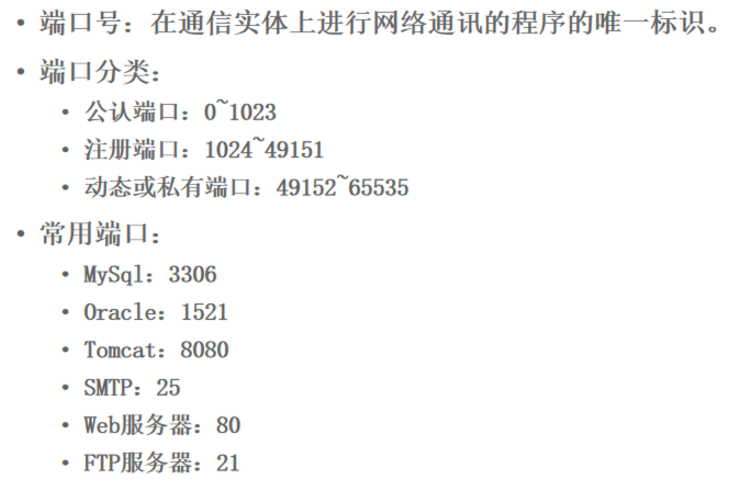 • 端口号：在通信实体上进行网络通讯的程序的唯一标识。
• 端口分类：
• 公认端口：0~1023
• 注册端口：1024~49151
• 动态或私有端口：49152~65535
• 常用端口：
• MySql：3306
• Oracle：1521
• Tomcat：8080
• SMTP：25
• Web服务器：80
• FTP服务器：21